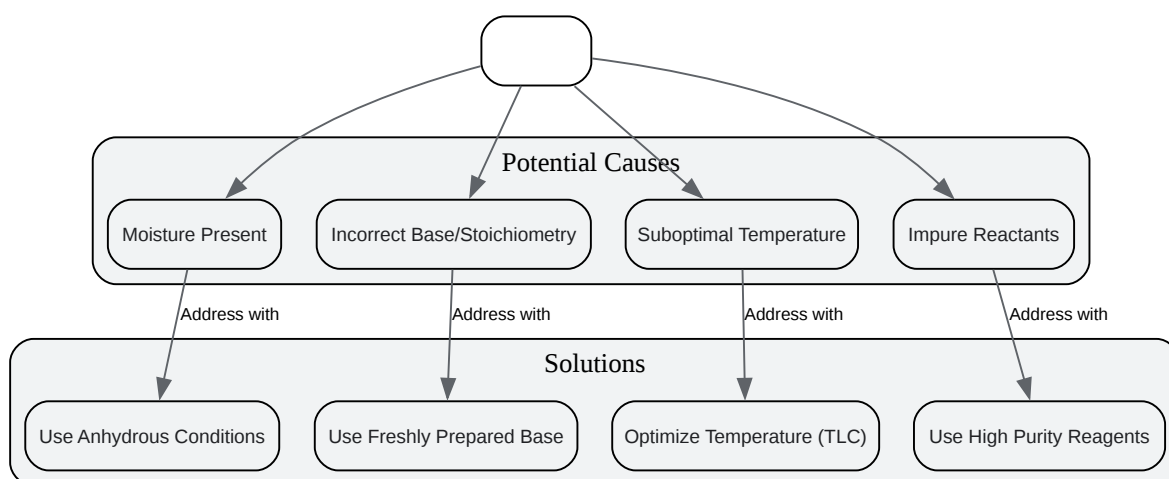 Potential Causes
Moisture Present
Incorrect Base/Stoichiometry
Suboptimal Temperature
Impure Reactants
Address with
Address with
Address with
Address with
Solutions
Use Anhydrous Conditions
Use Freshly Prepared Base
Optimize Temperature (TLC)
Use High Purity Reagents